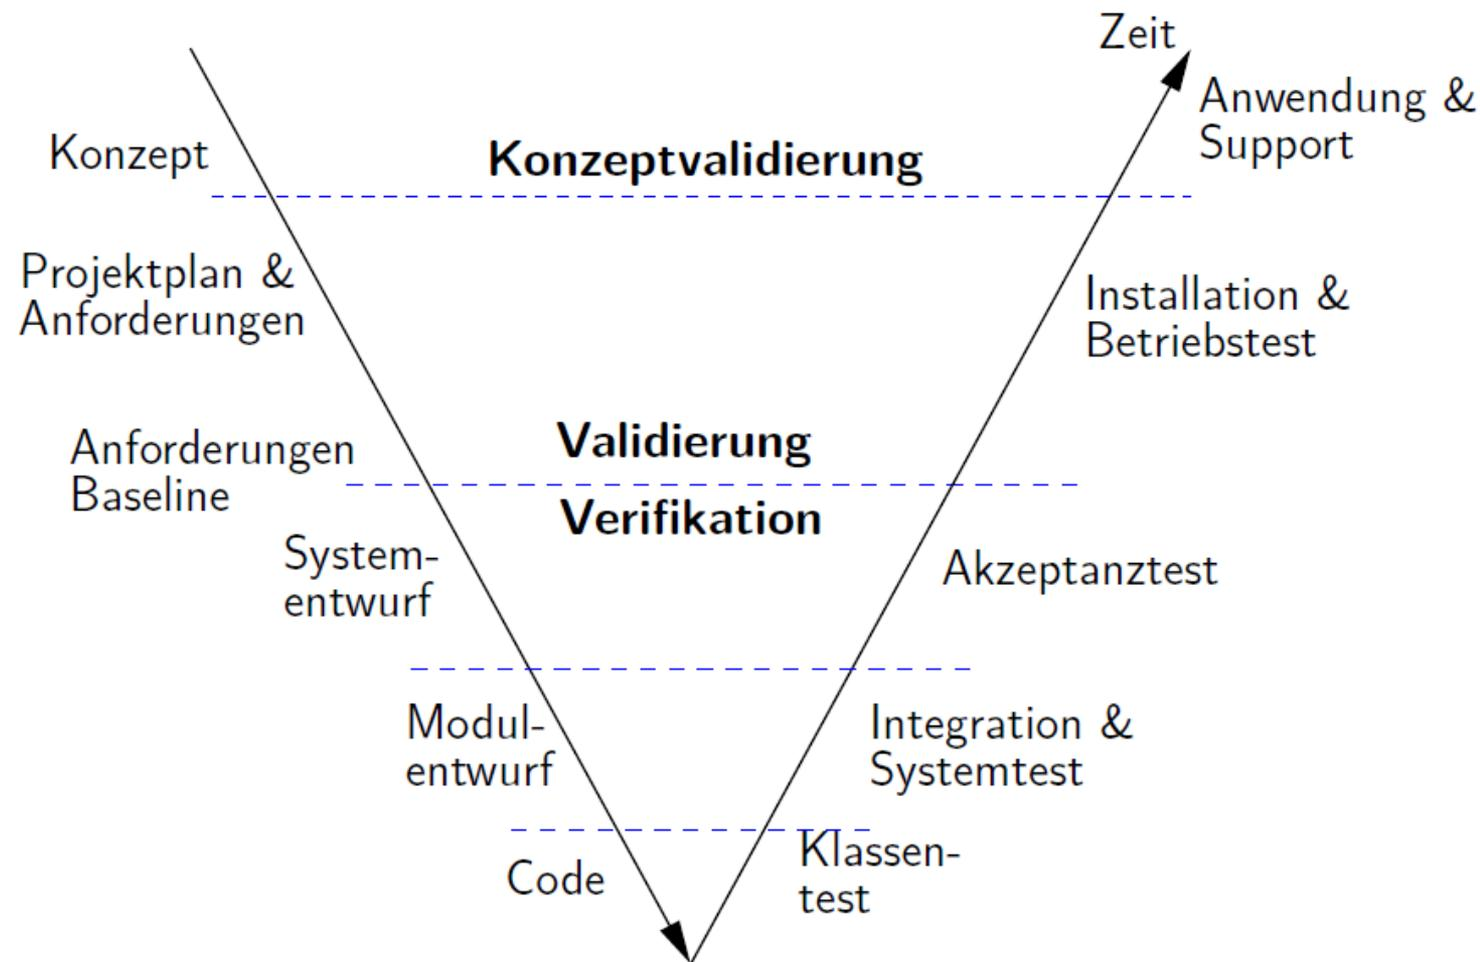 Zeit
Anwendung &
Support
Konzept
Konzeptvalidierung
Projektplan &
Anforderungen
Installation &
Betriebstest
Anforderungen
Baseline
Validierung
Verifikation
System-
entwurf
Akzeptanztest
Modul-
entwurf
Integration &
Systemtest
Code
Klassen-
test